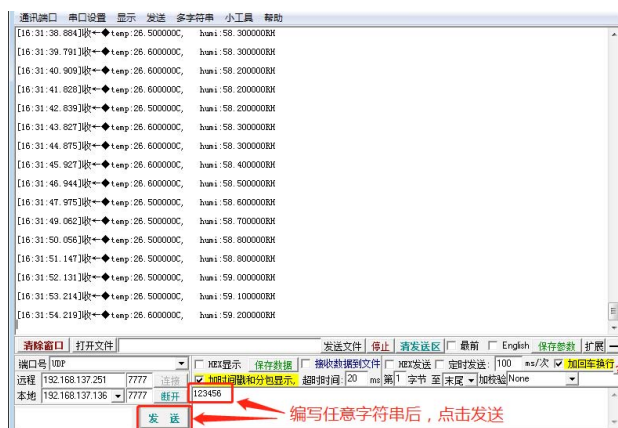 通讯端口 串口设置 显示 发送 多字符串 小工具 帮助
[16:31:38.884]收←◆temp:26.500000C, humi:58.300000RH
[16:31:39.791]收←◆temp:26.600000C, humi:58.300000RH
[16:31:40.909]收←◆temp:26.600000C, humi:58.200000RH
[16:31:41.828]收←◆temp:26.600000C, humi:58.200000RH
[16:31:42.839]收←◆temp:26.500000C, humi:58.200000RH
[16:31:43.827]收←◆temp:26.600000C, humi:58.300000RH
[16:31:44.875]收←◆temp:26.600000C, humi:58.300000RH
[16:31:45.927]收←◆temp:26.600000C, humi:58.400000RH
[16:31:46.944]收←◆temp:26.600000C, humi:58.500000RH
[16:31:47.975]收←◆temp:26.500000C, humi:58.600000RH
[16:31:49.062]收←◆temp:26.600000C, humi:58.700000RH
[16:31:50.056]收←◆temp:26.500000C, humi:58.800000RH
[16:31:51.147]收←◆temp:26.500000C, humi:58.800000RH
[16:31:52.131]收←◆temp:26.600000C, humi:59.000000RH
[16:31:53.214]收←◆temp:26.500000C, humi:59.100000RH
[16:31:54.219]收←◆temp:26.500000C, humi:59.200000RH
清除窗口 打开文件 发送文件 停止 清发送区 最前 English 保存参数 扩展 —
端口号 UDP HEX显示 保存数据 接收数据到文件 HEX发送 定时发送: 100 ms/次 加回车换行
远程 192.168.137.251 7777 连接 加时间戳和分包显示, 超时时间: 20 ms 第1 字节 至 末尾 加校验 None
本地 192.168.137.136 7777 断开 123456
发 送 编写任意字符串后，点击发送